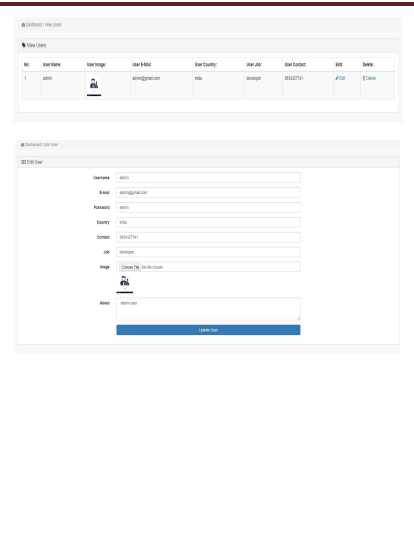 Dashboard / View Users
View Users
No: User Name: User Image: User E-Mail: User Country: User Job: User Contact: Edit: Delete:
1 admin admin@gmail.com india developer 9634337741 Edit Delete
Dashboard / Edit User
Edit User
Username admin
E-mail admin@gmail.com
Password admin
Country india
Contact 9634337741
Job developer
Image Choose File No file chosen
About admin user
Update User